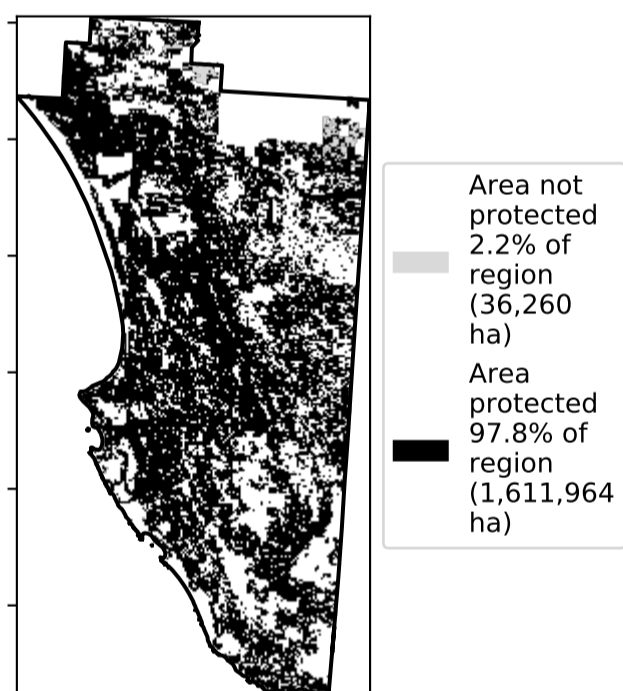 Area not
protected
2.2% of
region
(36,260
ha)
Area
protected
97.8% of
region
(1,611,964
ha)